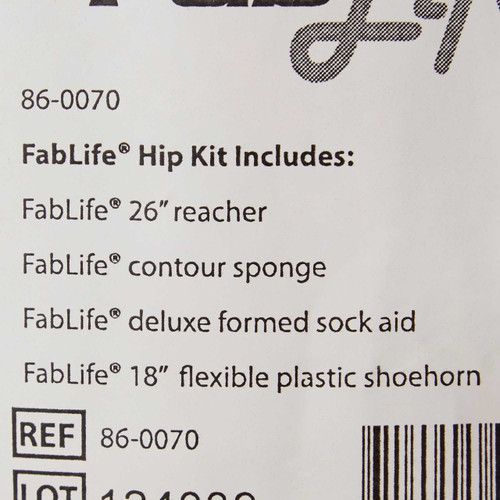 86-0070
FabLife® Hip Kit Includes:
FabLife® 26" reacher
FabLife® contour sponge
FabLife® deluxe formed sock aid
FabLife® 18" flexible plastic shoehorn
REF 86-0070
LOT